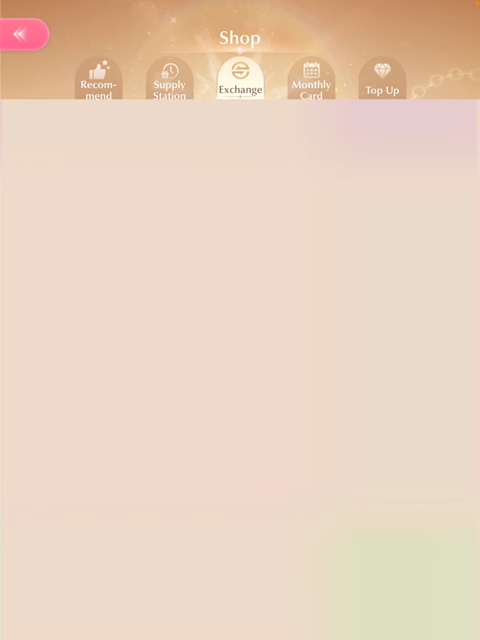 Shop
Recom-
mend
Supply
Station
Exchange
Monthly
Card
Top Up